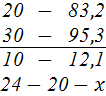 20 – 83,2
30 – 95,3
10 – 12,1
24 – 20 – x